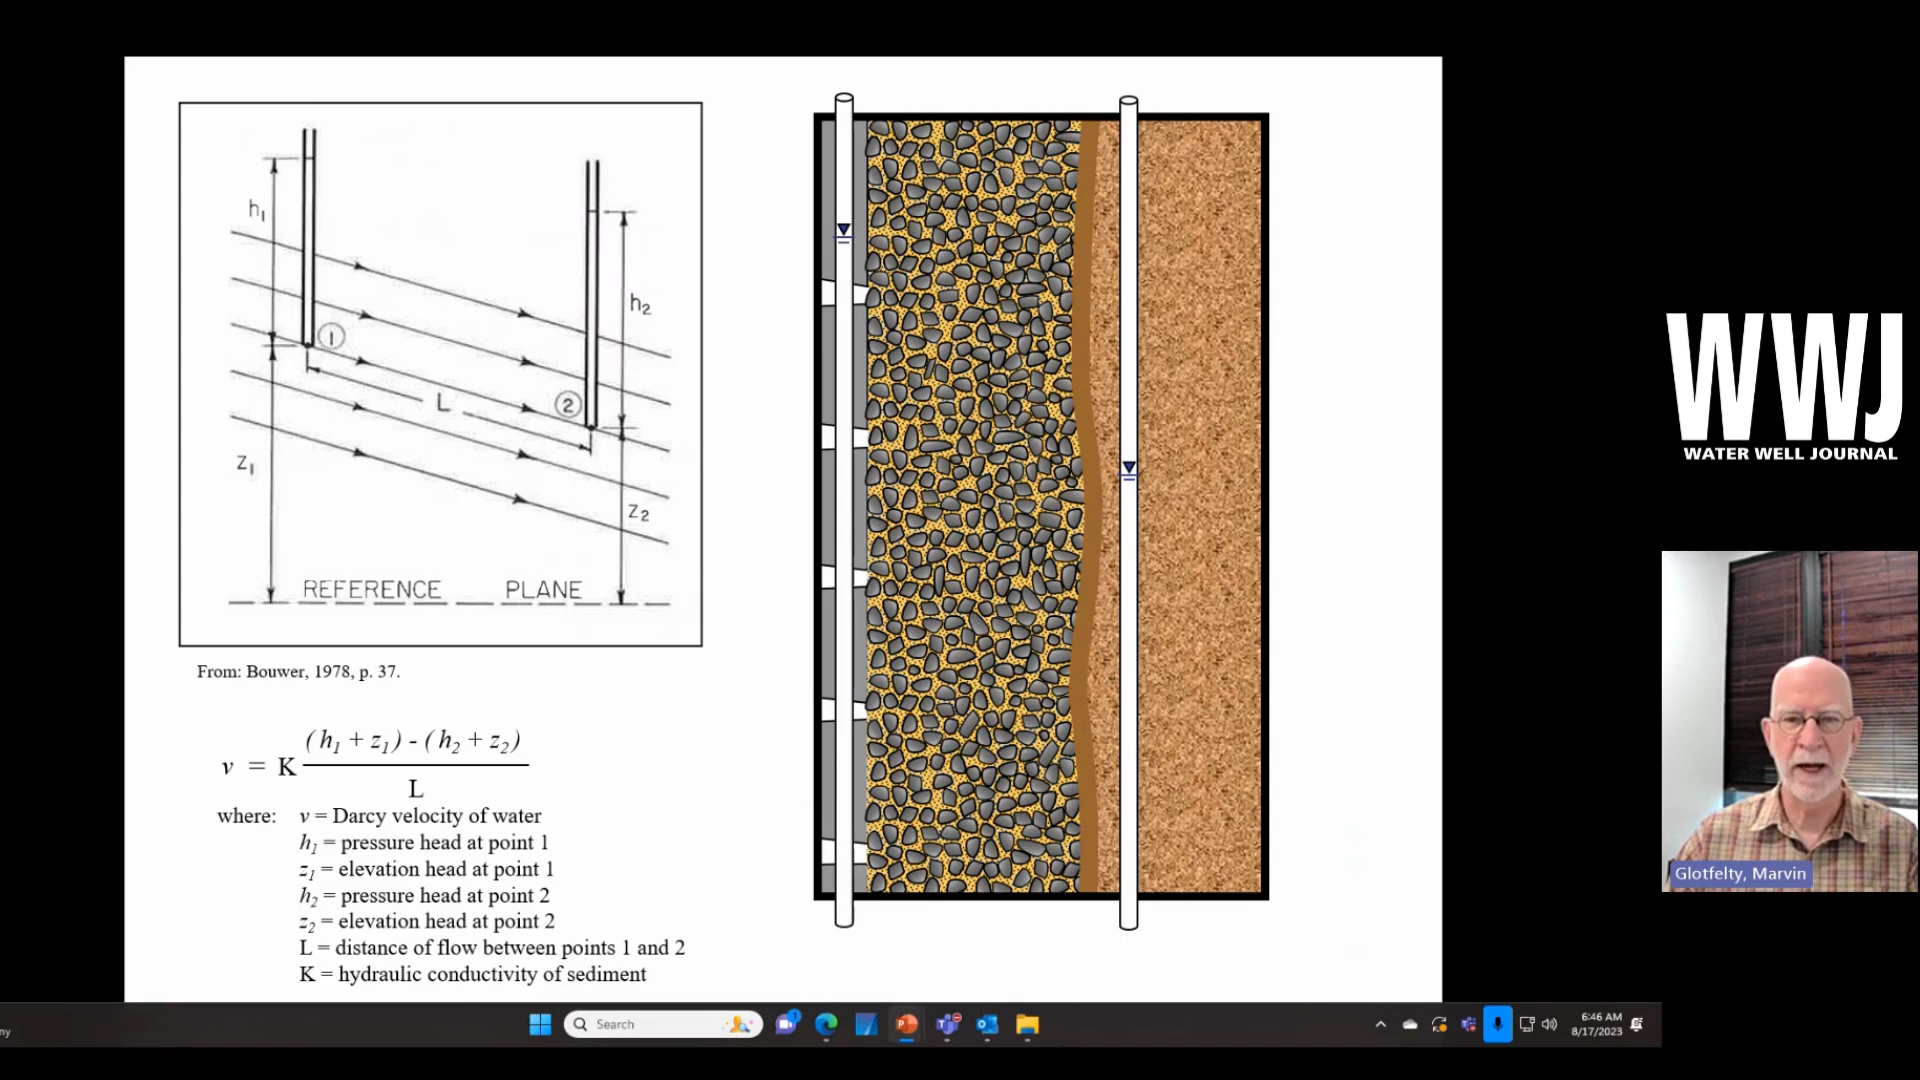 h₁
h₂
①
②
L
z₁
z₂
REFERENCE PLANE
From: Bouwer, 1978, p. 37.
v = K (h₁ + z₁) - (h₂ + z₂)
L
where: v = Darcy velocity of water
h₁ = pressure head at point 1
z₁ = elevation head at point 1
h₂ = pressure head at point 2
z₂ = elevation head at point 2
L = distance of flow between points 1 and 2
K = hydraulic conductivity of sediment
WWJ
WATER WELL JOURNAL
Glotfelty, Marvin
ny
Search
1
6:46 AM
8/17/2023